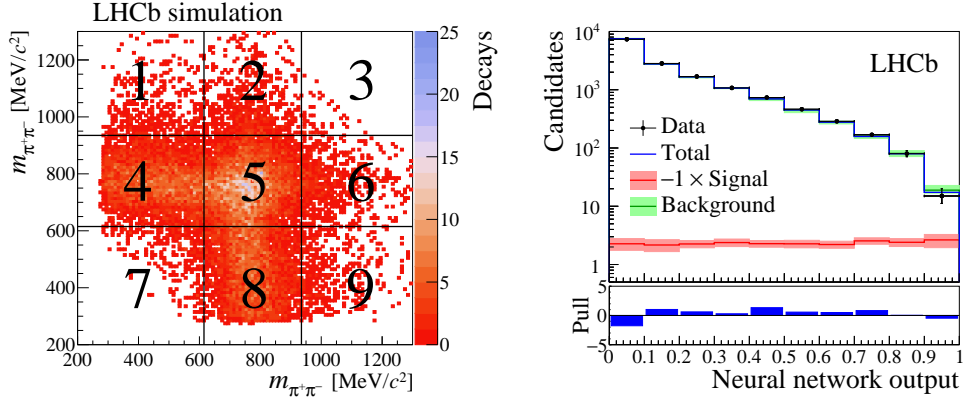 LHCb simulation
m_{π⁺π⁻} [MeV/c²]
1200
1000
800
600
400
200
1 2 3
4 5 6
7 8 9
200 400 600 800 1000 1200
m_{π⁺π⁻} [MeV/c²]
25
20
15
10
5
0
Decays
Candidates
10⁴
10³
10²
10
1
LHCb
Data
Total
−1 × Signal
Background
Pull
5
0
−5
0 0.1 0.2 0.3 0.4 0.5 0.6 0.7 0.8 0.9 1
Neural network output